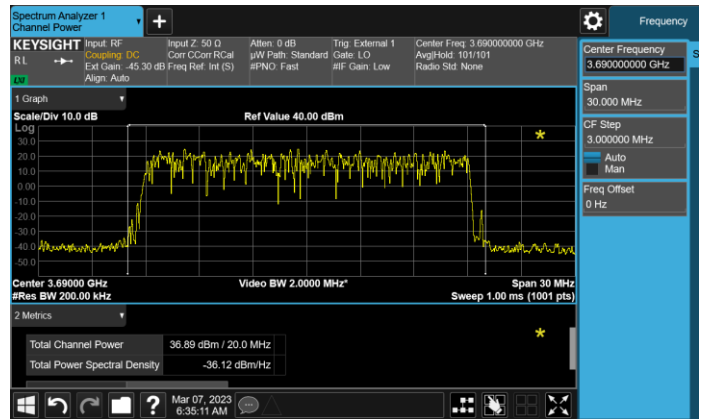 Spectrum Analyzer 1
Channel Power
Frequency
KEYSIGHT
RL
Input: RF
Coupling: DC
Ext Gain: -45.30 dB
Align: Auto
Input Z: 50 Ω
Corr CCorr RCal
Freq Ref: Int (S)
Atten: 0 dB
µW Path: Standard
#PNO: Fast
Trig: External 1
Gate: LO
#IF Gain: Low
Center Freq: 3.690000000 GHz
Avg|Hold: 101/101
Radio Std: None
1 Graph
Scale/Div 10.0 dB
Ref Value 40.00 dBm
Log
30.0
20.0
10.0
0.00
-10.0
-20.0
-30.0
-40.0
-50.0
Center 3.69000 GHz
#Res BW 200.00 kHz
Video BW 2.0000 MHz*
Span 30 MHz
Sweep 1.00 ms (1001 pts)
2 Metrics
Total Channel Power 36.89 dBm / 20.0 MHz
Total Power Spectral Density -36.12 dBm/Hz
Mar 07, 2023
6:35:11 AM
Center Frequency
3.690000000 GHz
Span
30.000 MHz
CF Step
3.000000 MHz
Auto
Man
Freq Offset
0 Hz
S